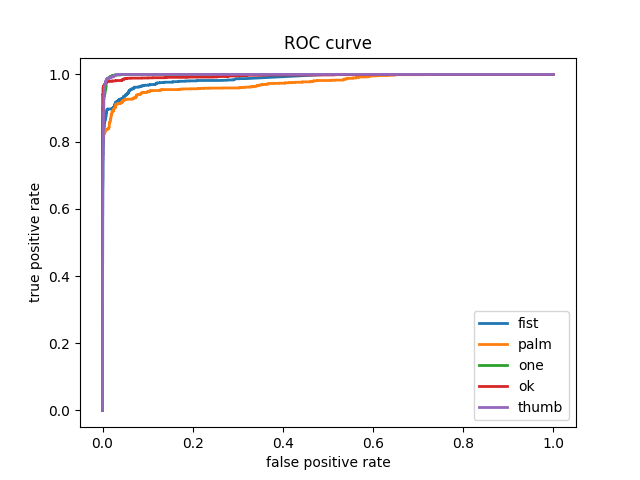 ROC curve
true positive rate
1.0
0.8
0.6
0.4
0.2
0.0
fist
palm
one
ok
thumb
0.0 0.2 0.4 0.6 0.8 1.0
false positive rate